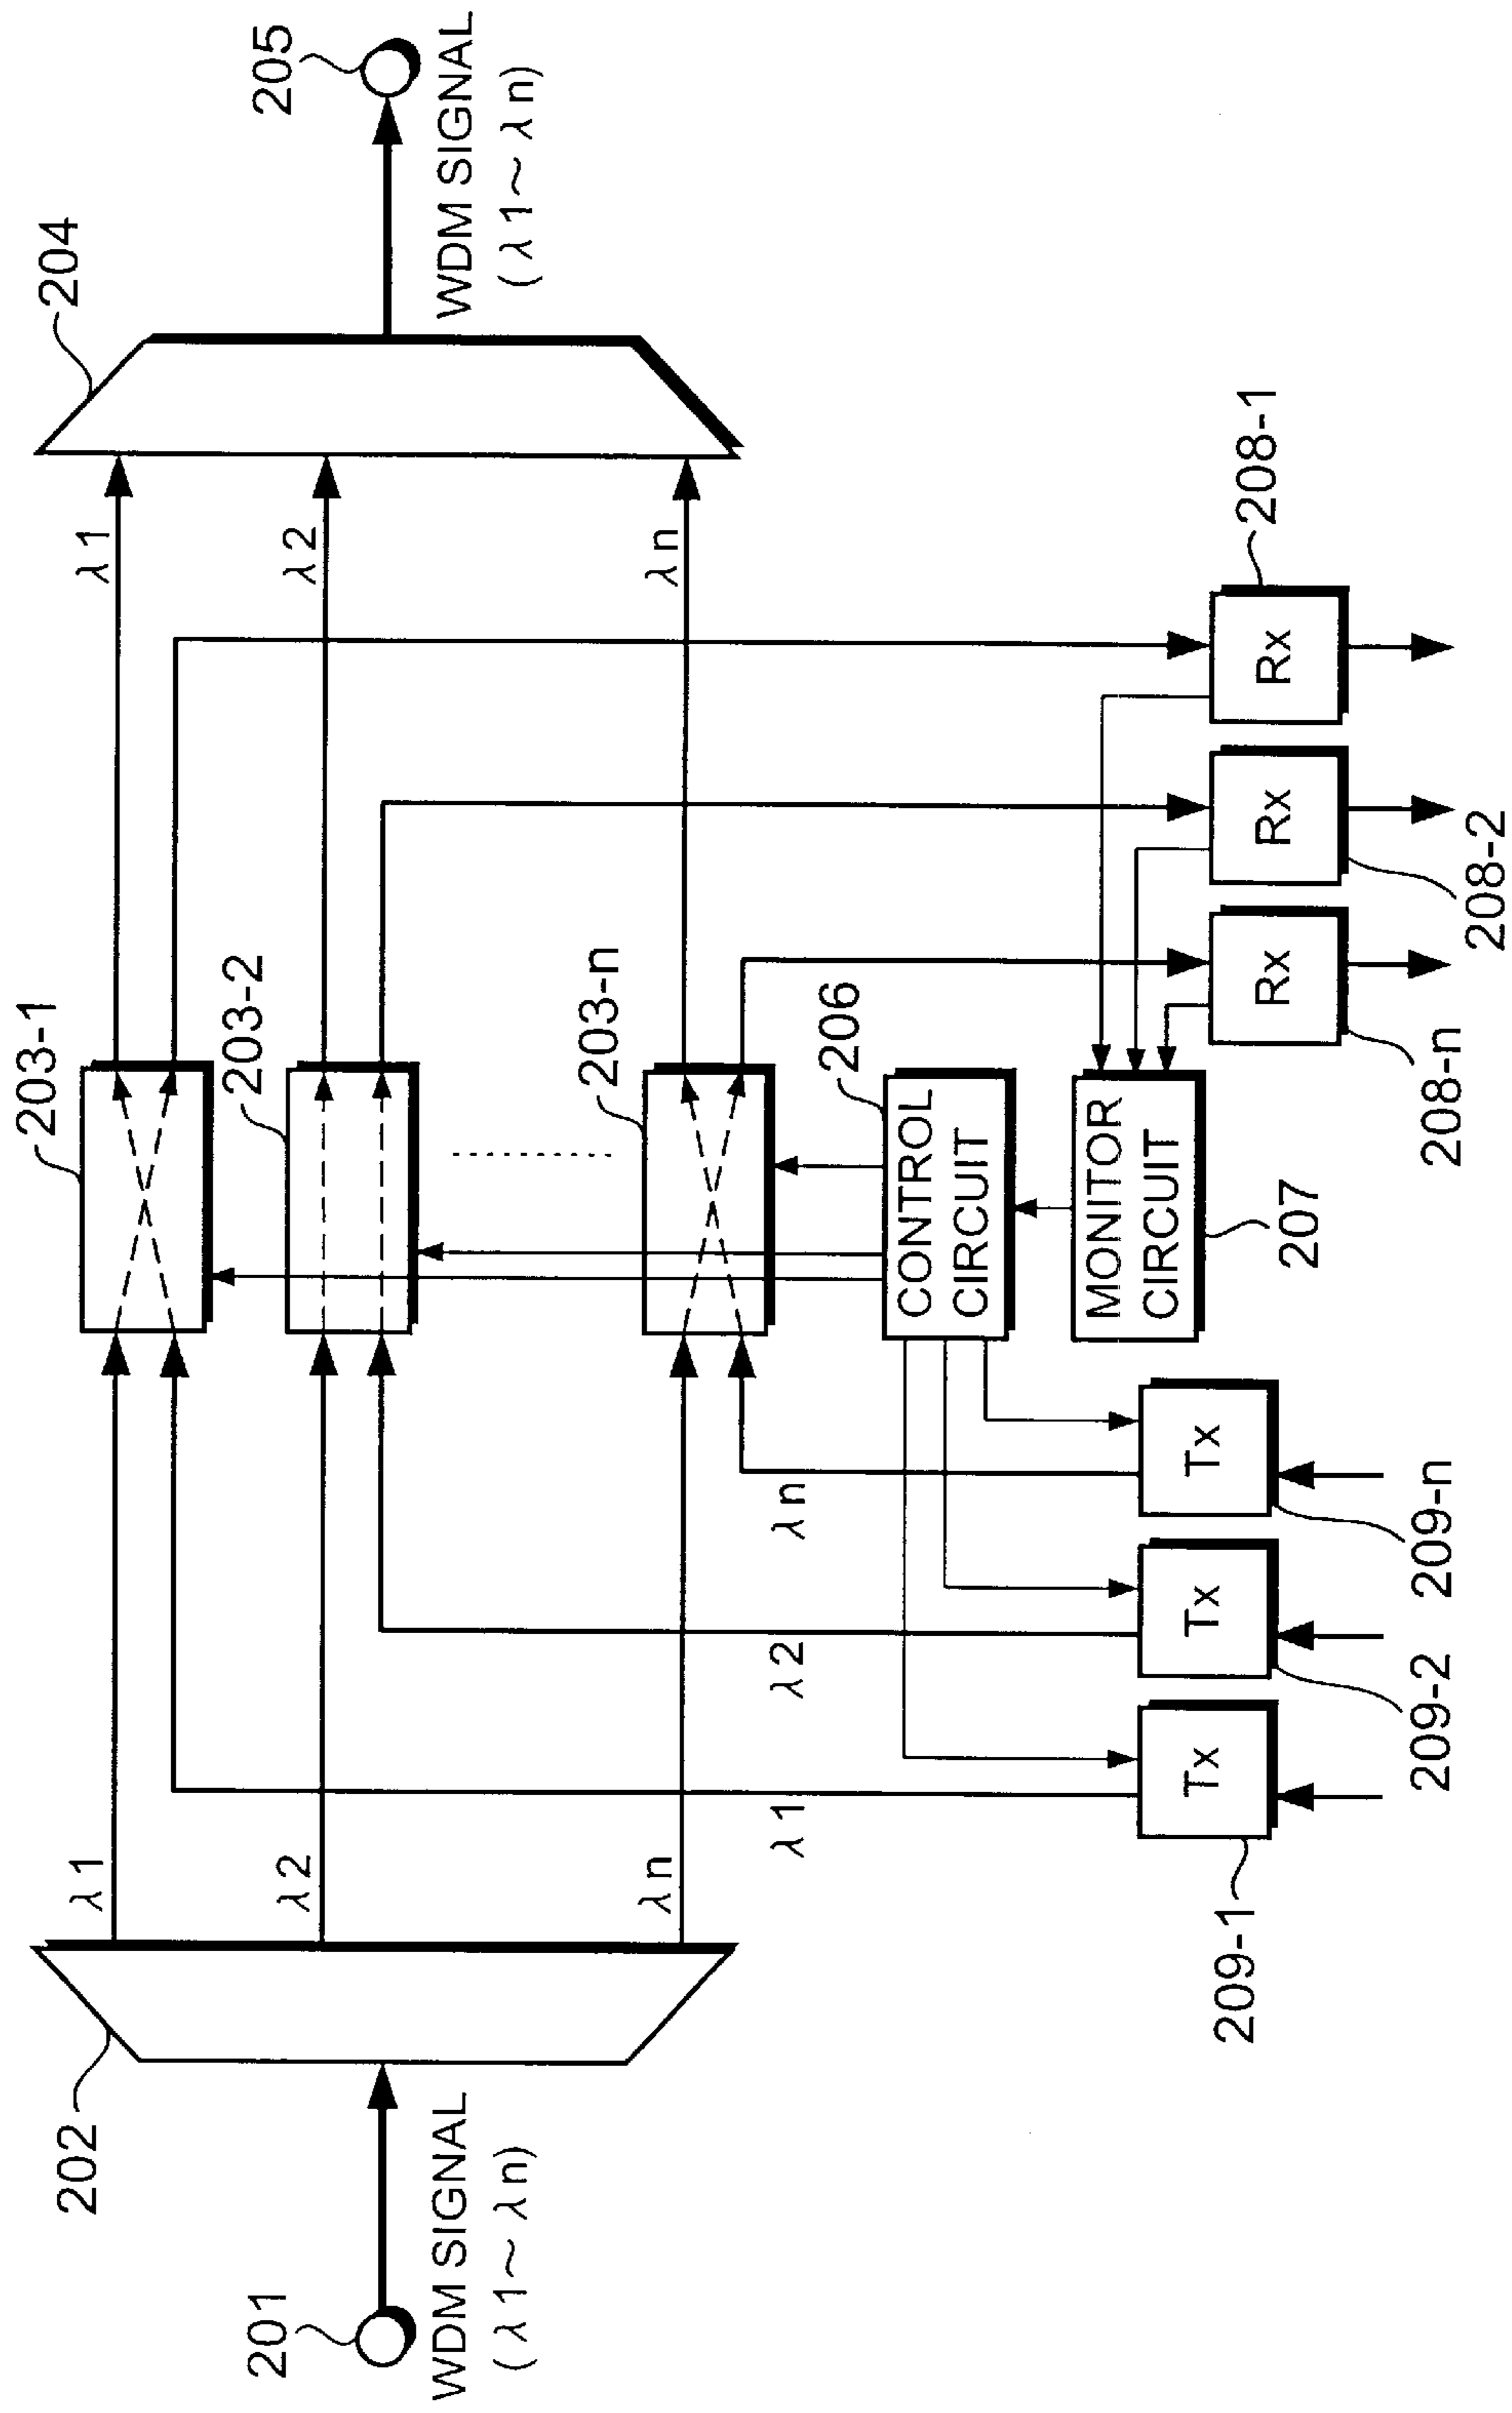 201
WDM SIGNAL
(λ1~λn)
202
λ1
λ2
λn
λ1
λ2
λn
209-1
Tx
209-2
Tx
209-n
Tx
203-1
203-2
203-n
206
CONTROL
CIRCUIT
MONITOR
CIRCUIT
207
λ1
λ2
λn
Rx
208-n
Rx
208-2
Rx
208-1
204
205
WDM SIGNAL
(λ1~λn)